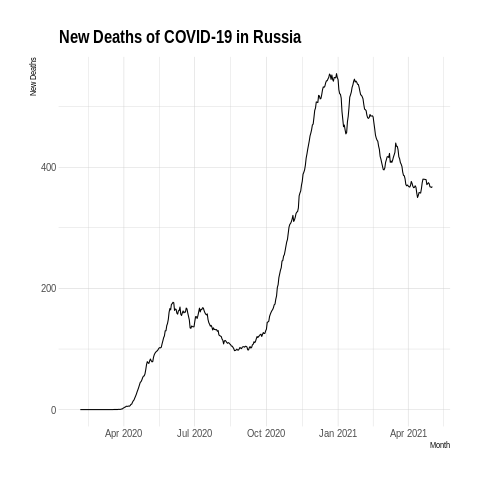 New Deaths of COVID-19 in Russia
New Deaths
400
200
0
Apr 2020 Jul 2020 Oct 2020 Jan 2021 Apr 2021
Month